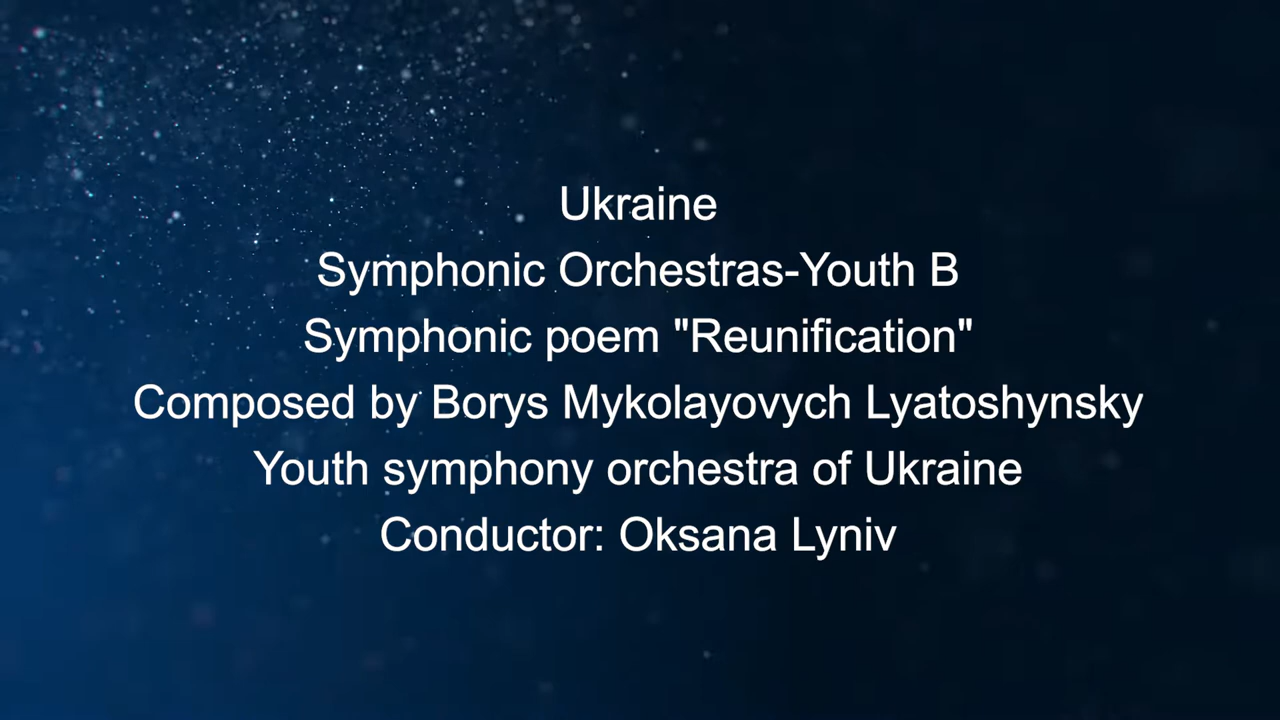 Ukraine
Symphonic Orchestras-Youth B
Symphonic poem "Reunification"
Composed by Borys Mykolayovych Lyatoshynsky
Youth symphony orchestra of Ukraine
Conductor: Oksana Lyniv